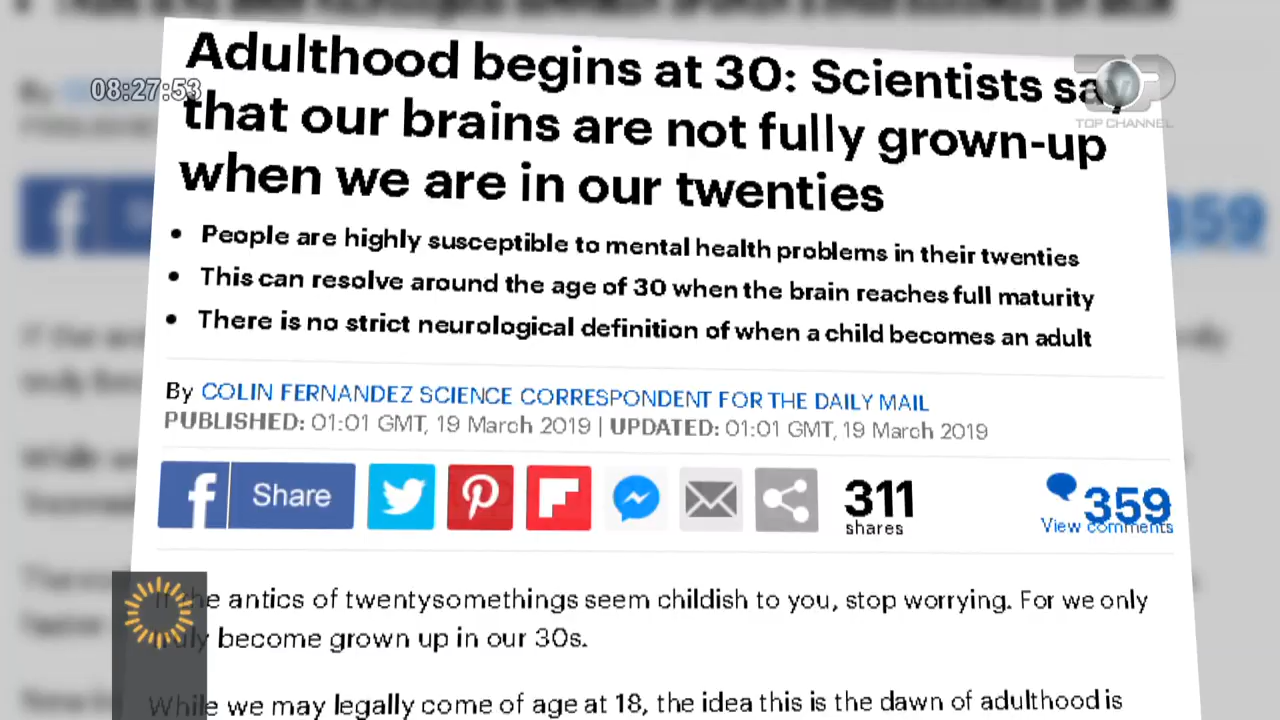 Adulthood begins at 30: Scientists say
that our brains are not fully grown-up
when we are in our twenties
• People are highly susceptible to mental health problems in their twenties
• This can resolve around the age of 30 when the brain reaches full maturity
• There is no strict neurological definition of when a child becomes an adult
By COLIN FERNANDEZ SCIENCE CORRESPONDENT FOR THE DAILY MAIL
PUBLISHED: 01:01 GMT, 19 March 2019 | UPDATED: 01:01 GMT, 19 March 2019
Share
311
shares
359
View comments
If the antics of twentysomethings seem childish to you, stop worrying. For we only
truly become grown up in our 30s.
While we may legally come of age at 18, the idea this is the dawn of adulthood is
08:27:53
TOP CHANNEL